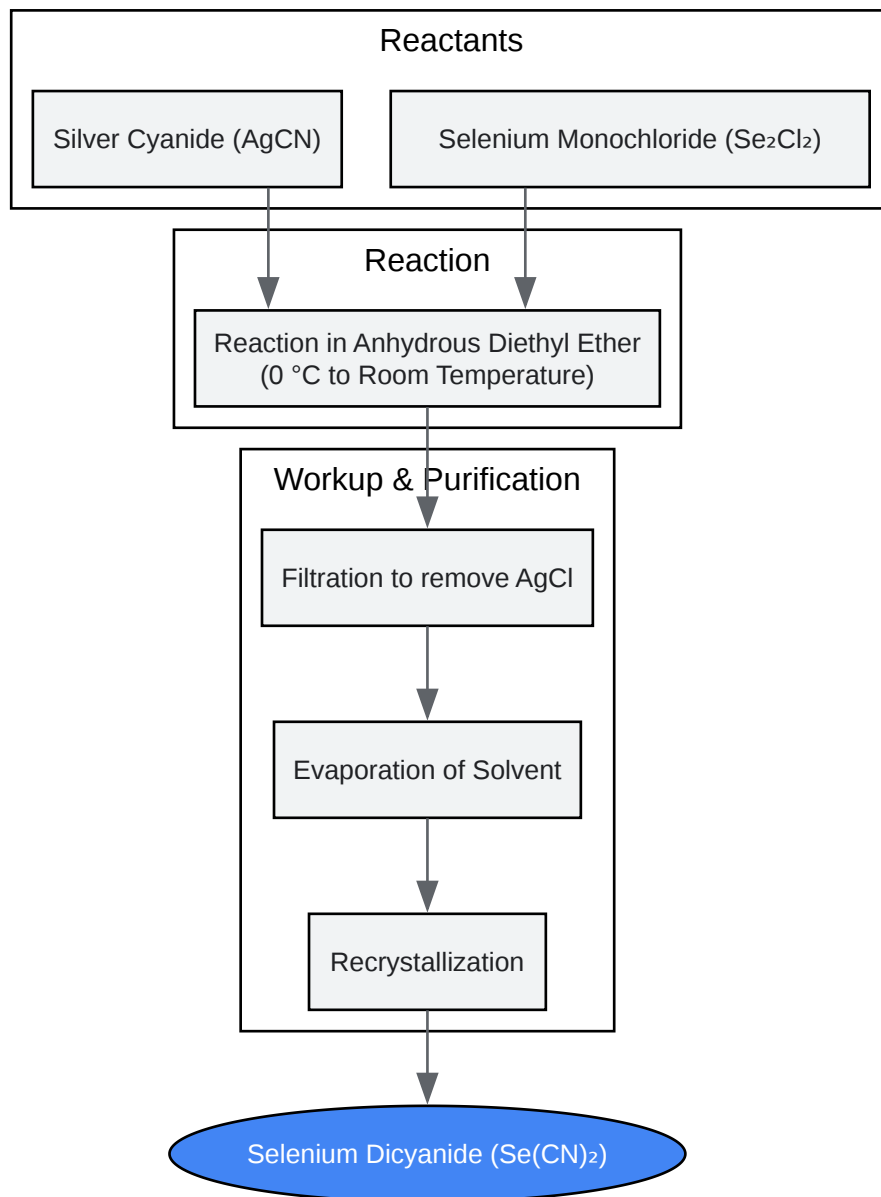 Reactants
Silver Cyanide (AgCN)
Selenium Monochloride (Se₂Cl₂)
Reaction
Reaction in Anhydrous Diethyl Ether
(0 °C to Room Temperature)
Workup & Purification
Filtration to remove AgCl
Evaporation of Solvent
Recrystallization
Selenium Dicyanide (Se(CN)₂)